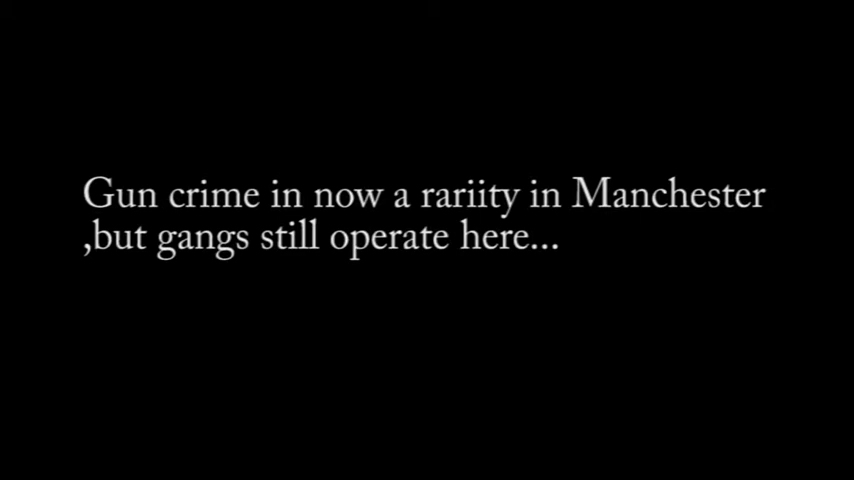 Gun crime in now a rariity in Manchester
,but gangs still operate here...